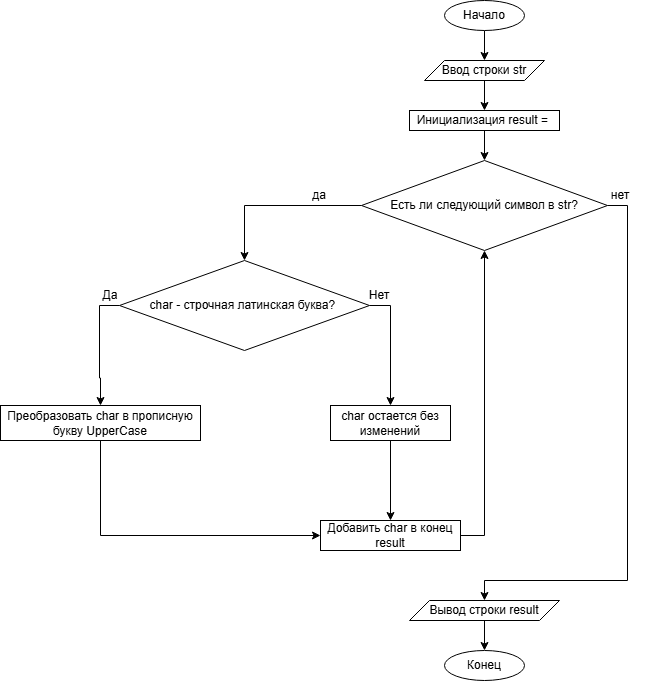 Начало
Ввод строки str
Инициализация result =
Есть ли следующий символ в str?
да
нет
char - строчная латинская буква?
Да
Нет
Преобразовать char в прописную
букву UpperCase
char остается без
изменений
Добавить char в конец
result
Вывод строки result
Конец